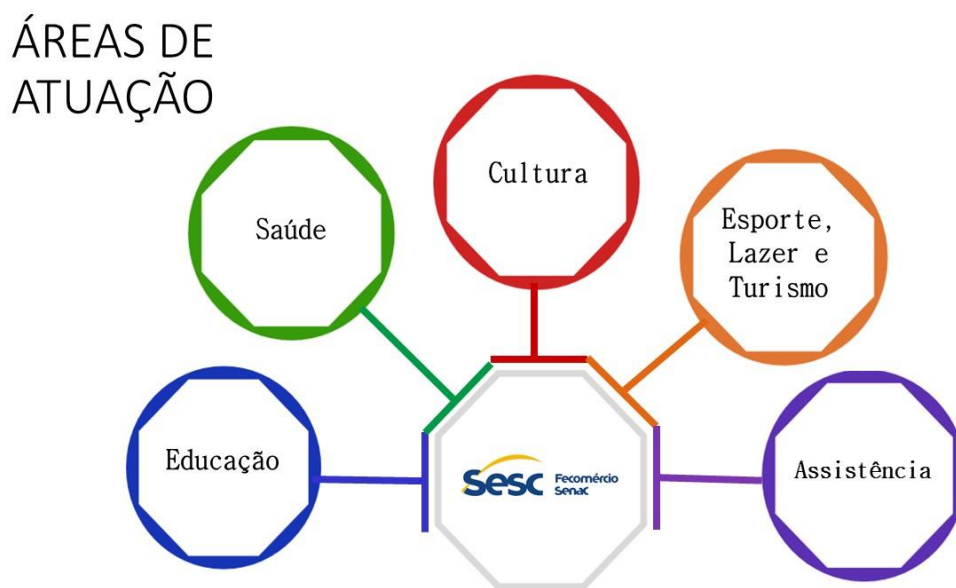 ÁREAS DE
ATUAÇÃO
Cultura
Saúde
Esporte,
Lazer e
Turismo
Educação
Sesc
Fecomércio
Senac
Assistência